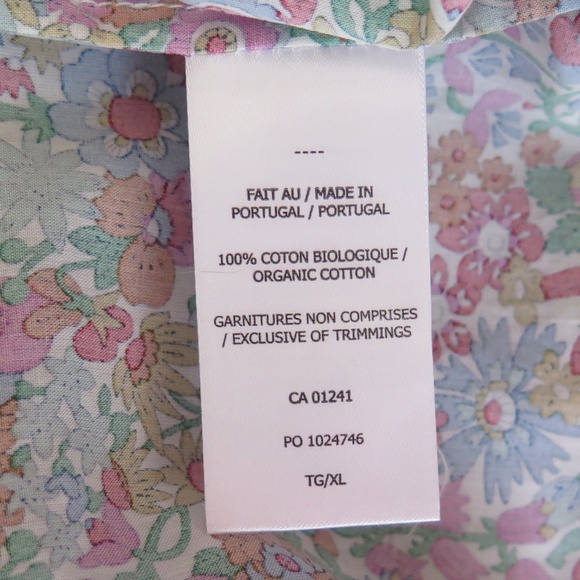 ----
FAIT AU / MADE IN
PORTUGAL / PORTUGAL
100% COTON BIOLOGIQUE /
ORGANIC COTTON
GARNITURES NON COMPRISES
/ EXCLUSIVE OF TRIMMINGS
CA 01241
PO 1024746
TG/XL